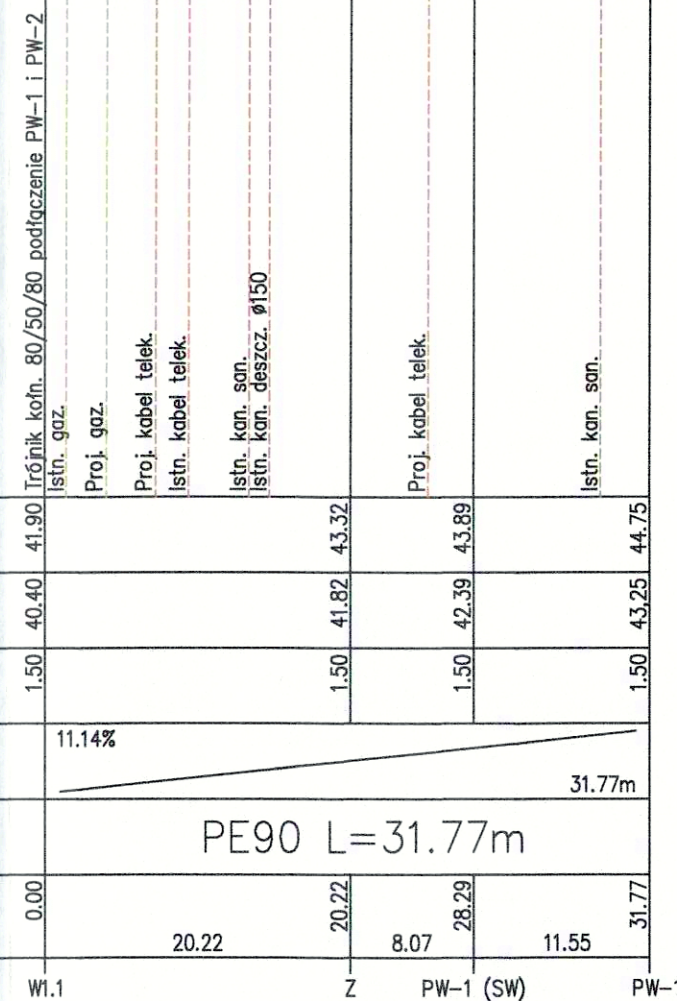 Trójnik kołn. 80/50/80 podłączenie PW-1 i PW-2
Istn. gaz.
Proj. gaz.
Proj. kabel telek.
Istn. kabel telek.
Istn. kan. san.
Istn. kan. deszcz. ø150
Proj. kabel telek.
Istn. kan. san.
41.90 43.32 43.89 44.75
40.40 41.82 42.39 43,25
1.50 1.50 1.50 1.50
11.14%
31.77m
PE90 L=31.77m
0.00 20.22 28.29 31.77
20.22 8.07 11.55
W1.1 Z PW-1 (SW) PW-1